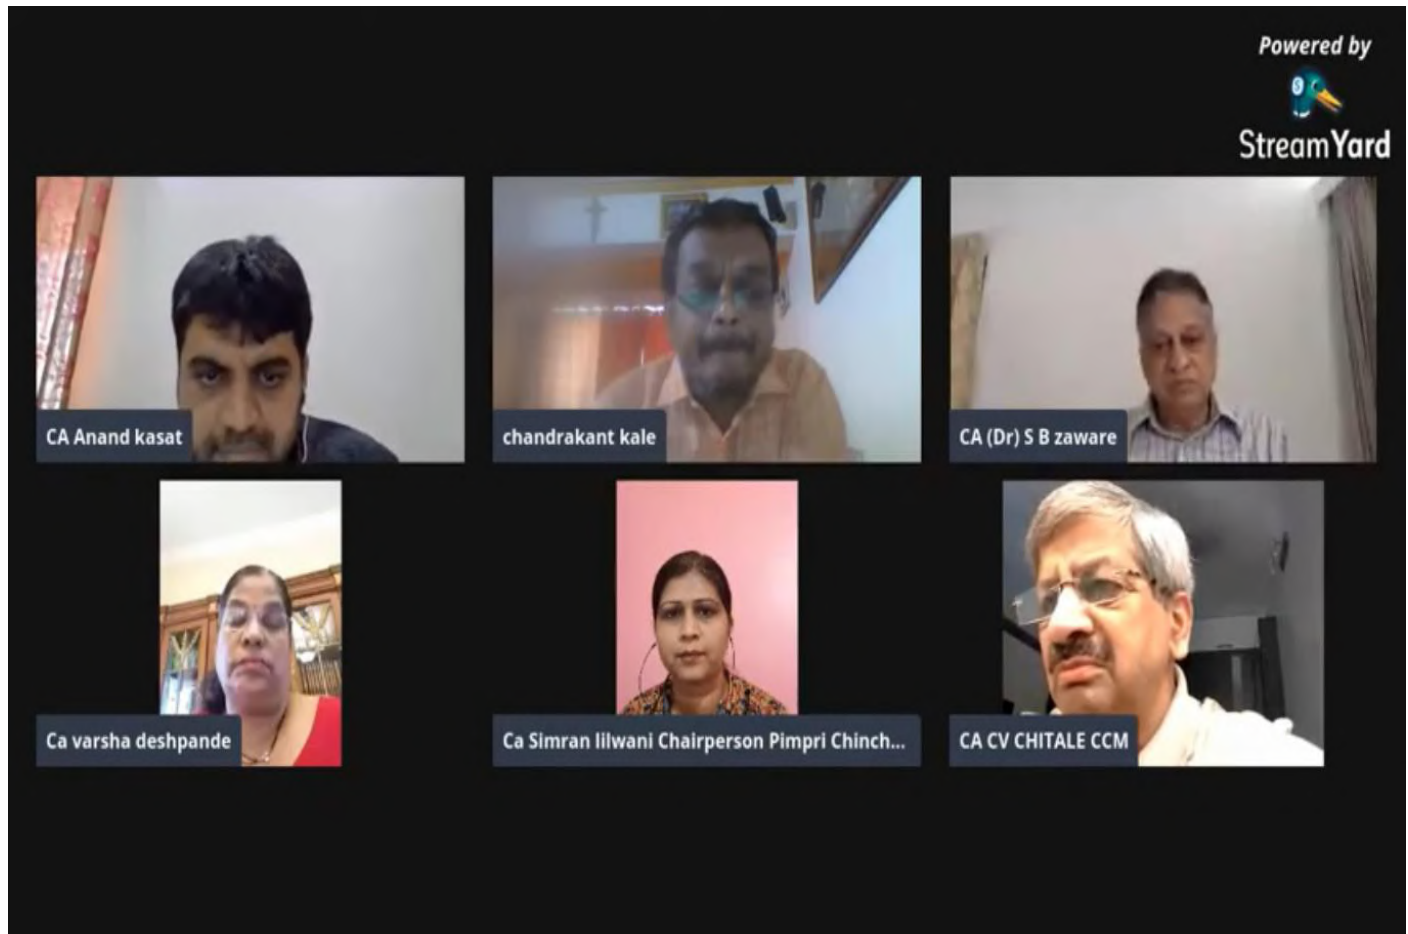 Powered by
StreamYard
CA Anand kasat
chandrakant kale
CA (Dr) S B zaware
Ca varsha deshpande
Ca Simran lilwani Chairperson Pimpri Chinch...
CA CV CHITALE CCM